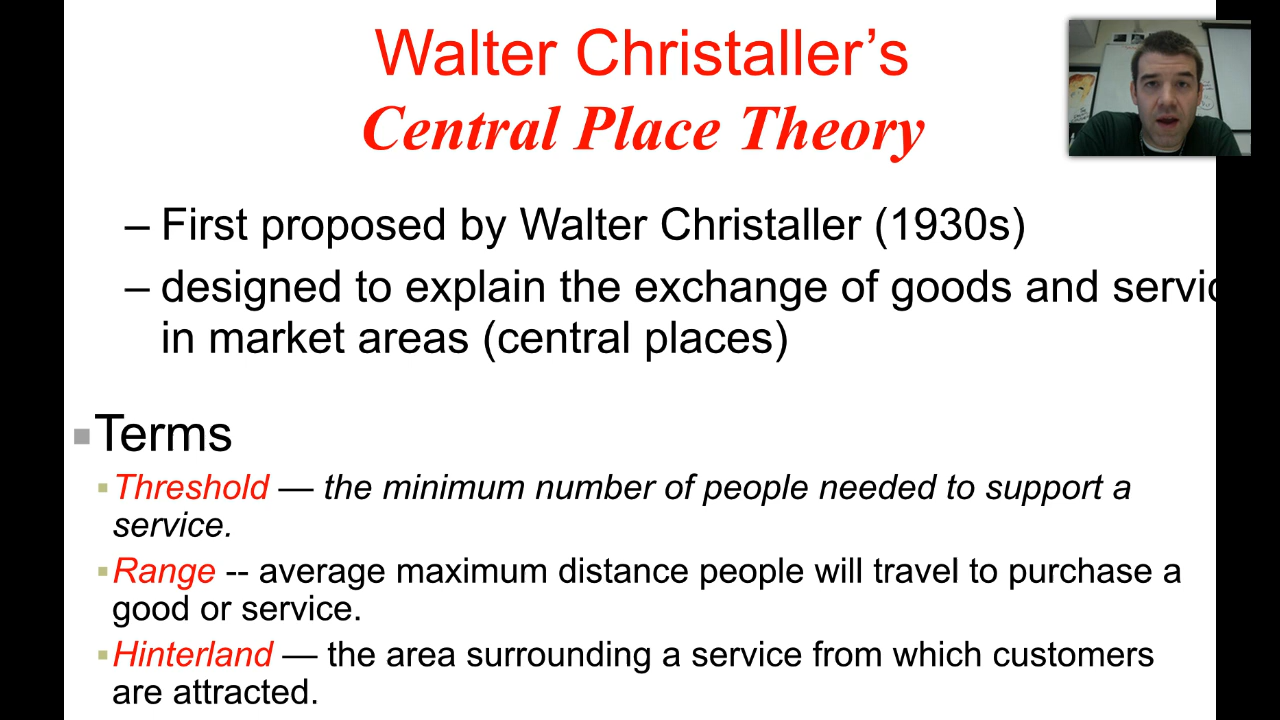 Walter Christaller’s
Central Place Theory
– First proposed by Walter Christaller (1930s)
– designed to explain the exchange of goods and servic
in market areas (central places)
Terms
Threshold — the minimum number of people needed to support a
service.
Range -- average maximum distance people will travel to purchase a
good or service.
Hinterland — the area surrounding a service from which customers
are attracted.